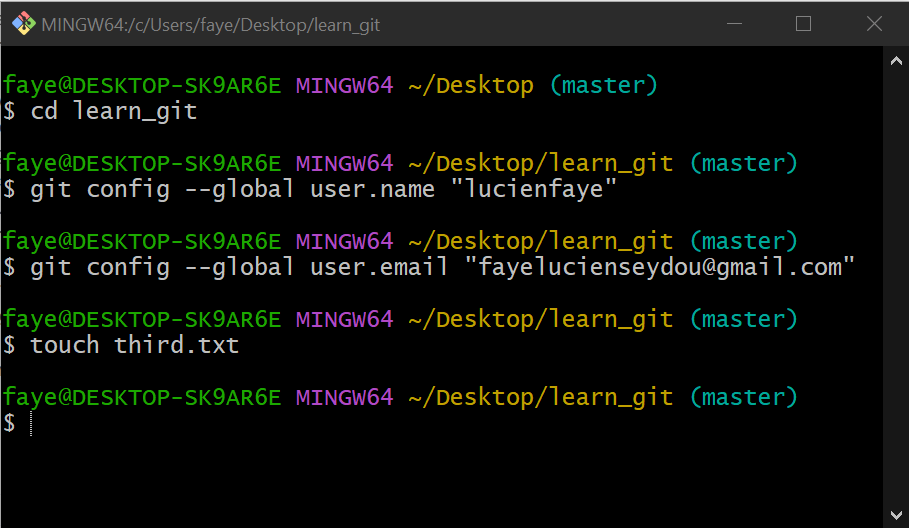 MINGW64:/c/Users/faye/Desktop/learn_git
faye@DESKTOP-SK9AR6E MINGW64 ~/Desktop (master)
$ cd learn_git
faye@DESKTOP-SK9AR6E MINGW64 ~/Desktop/learn_git (master)
$ git config --global user.name "lucienfaye"
faye@DESKTOP-SK9AR6E MINGW64 ~/Desktop/learn_git (master)
$ git config --global user.email "fayelucienseydou@gmail.com"
faye@DESKTOP-SK9AR6E MINGW64 ~/Desktop/learn_git (master)
$ touch third.txt
faye@DESKTOP-SK9AR6E MINGW64 ~/Desktop/learn_git (master)
$